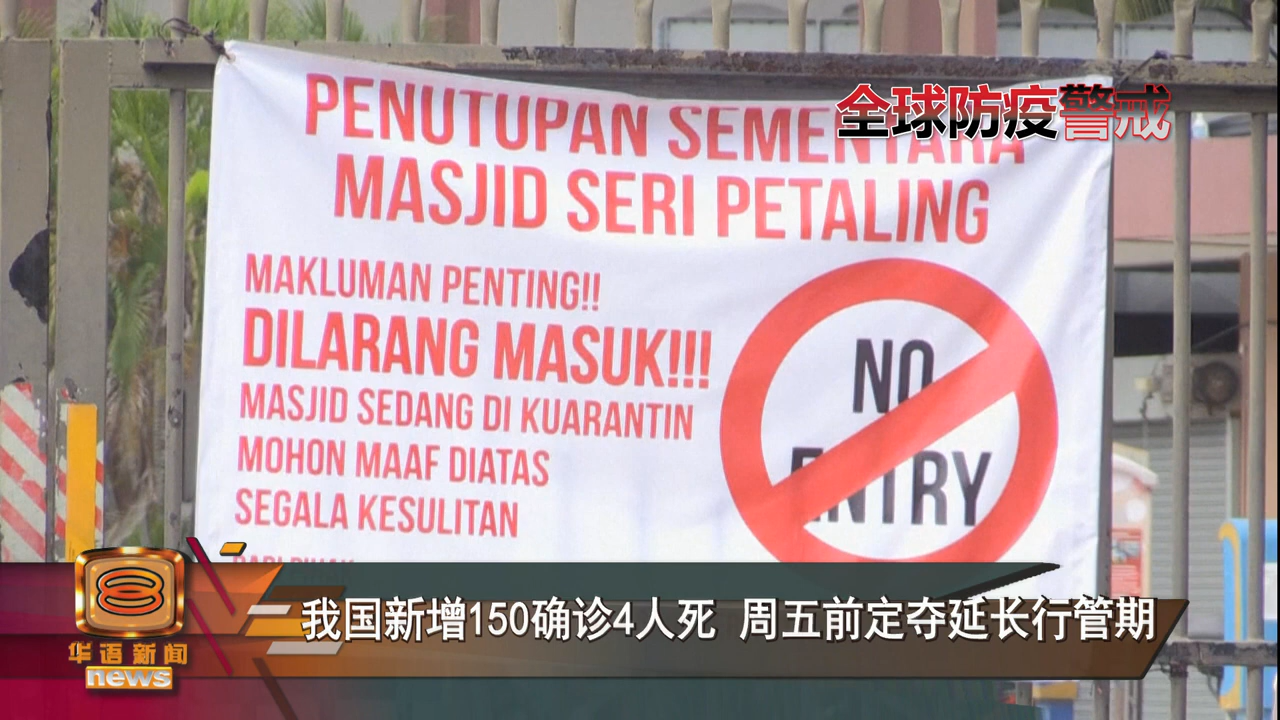 全球防疫警戒
PENUTUPAN SEMENTARA
MASJID SERI PETALING
MAKLUMAN PENTING!!
DILARANG MASUK!!!
MASJID SEDANG DI KUARANTIN
MOHON MAAF DIATAS
SEGALA KESULITAN
NO
ENTRY
我国新增150确诊4人死 周五前定夺延长行管期
8
华语新闻
news